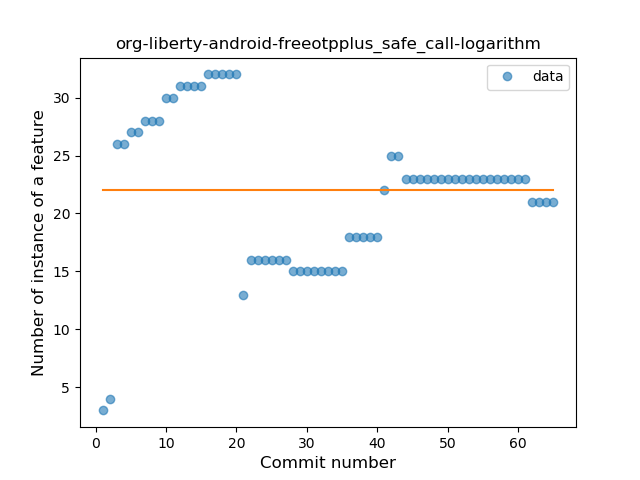 org-liberty-android-freeotpplus_safe_call-logarithm
data
Number of instance of a feature
30
25
20
15
10
5
0 10 20 30 40 50 60
Commit number